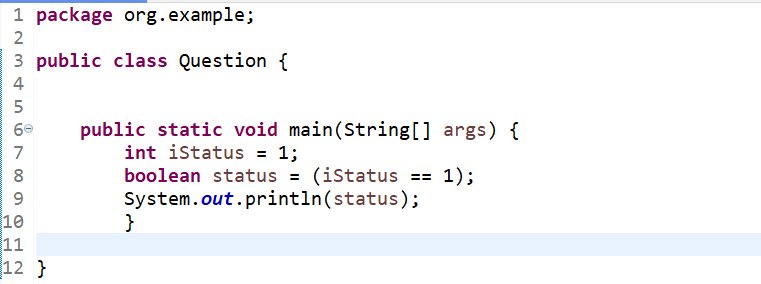 1 package org.example;
2
3 public class Question {
4
5
6 public static void main(String[] args) {
7 int iStatus = 1;
8 boolean status = (iStatus == 1);
9 System.out.println(status);
10 }
11
12 }